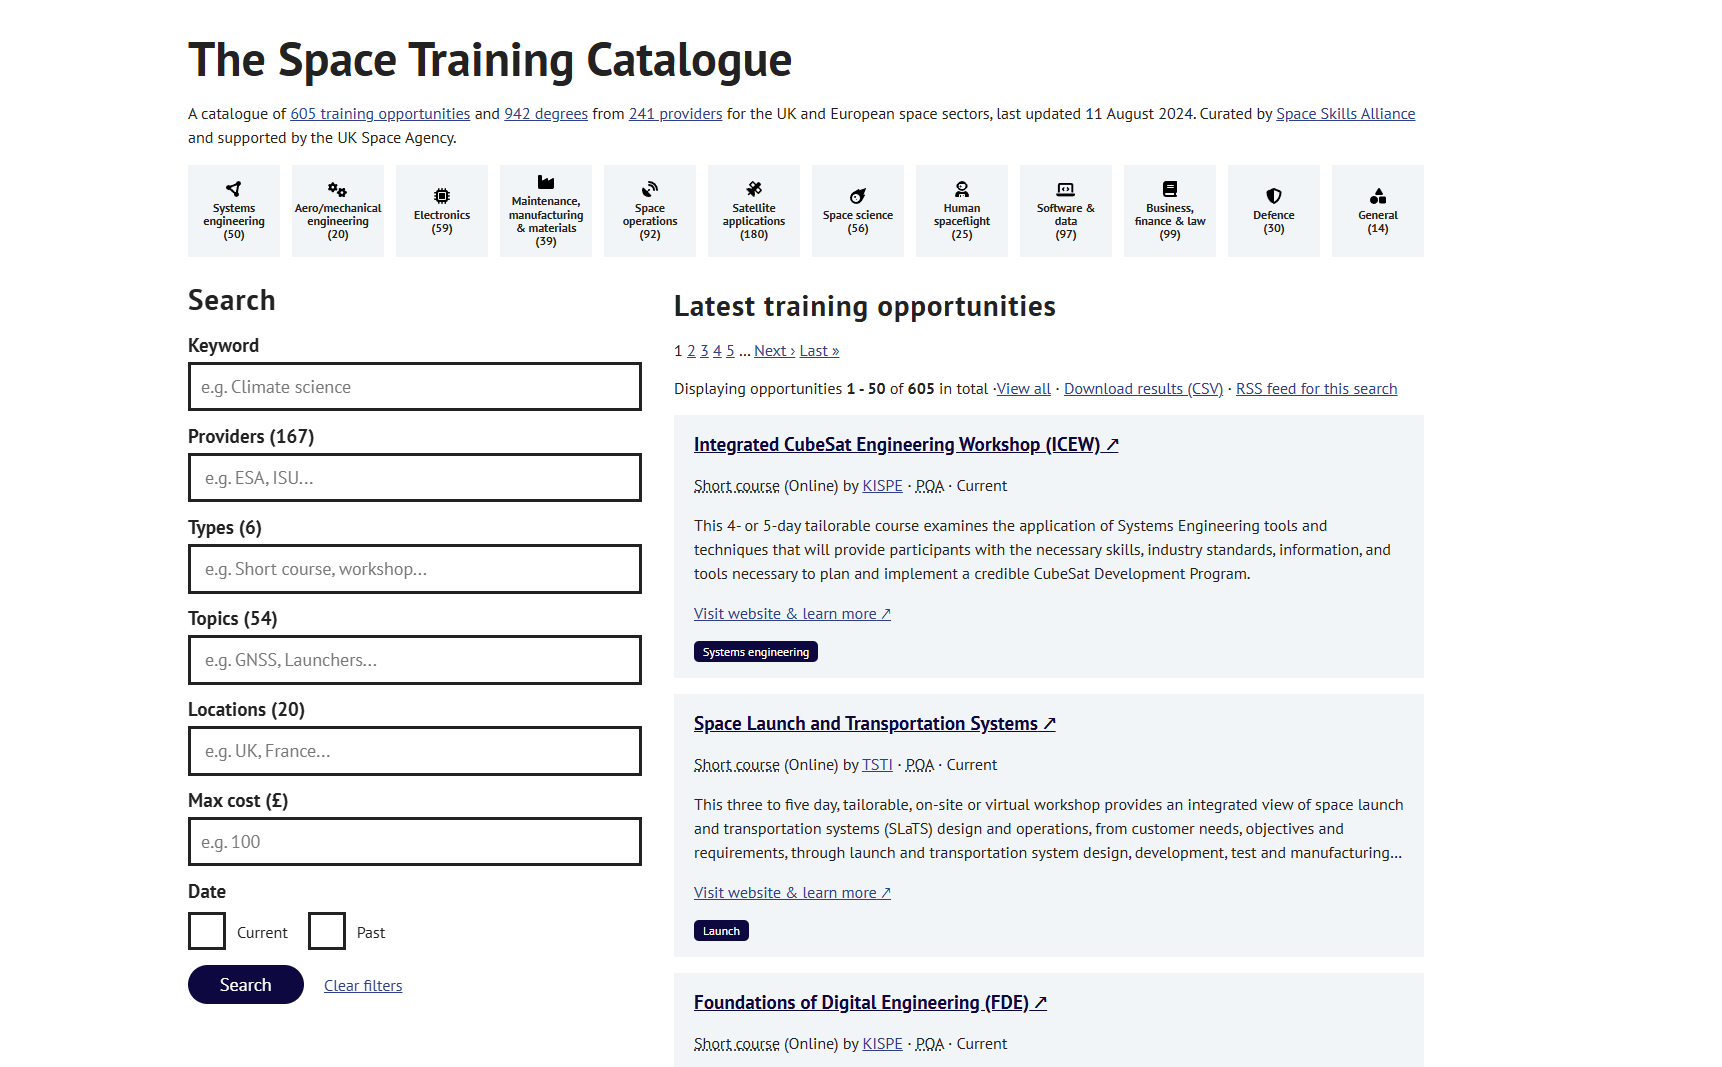 The Space Training Catalogue
A catalogue of 605 training opportunities and 942 degrees from 241 providers for the UK and European space sectors, last updated 11 August 2024. Curated by Space Skills Alliance
and supported by the UK Space Agency.
Systems
engineering
(50)
Aero/mechanical
engineering
(20)
Electronics
(59)
Maintenance,
manufacturing
& materials
(39)
Space
operations
(92)
Satellite
applications
(180)
Space science
(56)
Human
spaceflight
(25)
Software &
data
(97)
Business,
finance & law
(99)
Defence
(30)
General
(14)
Search
Keyword
e.g. Climate science
Providers (167)
e.g. ESA, ISU...
Types (6)
e.g. Short course, workshop...
Topics (54)
e.g. GNSS, Launchers...
Locations (20)
e.g. UK, France...
Max cost (£)
e.g. 100
Date
Current
Past
Search
Clear filters
Latest training opportunities
1 2 3 4 5 … Next › Last »
Displaying opportunities 1 - 50 of 605 in total ·View all · Download results (CSV) · RSS feed for this search
Integrated CubeSat Engineering Workshop (ICEW) ↗
Short course (Online) by KISPE · POA · Current
This 4- or 5-day tailorable course examines the application of Systems Engineering tools and
techniques that will provide participants with the necessary skills, industry standards, information, and
tools necessary to plan and implement a credible CubeSat Development Program.
Visit website & learn more ↗
Systems engineering
Space Launch and Transportation Systems ↗
Short course (Online) by TSTI · POA · Current
This three to five day, tailorable, on-site or virtual workshop provides an integrated view of space launch
and transportation systems (SLaTS) design and operations, from customer needs, objectives and
requirements, through launch and transportation system design, development, test and manufacturing...
Visit website & learn more ↗
Launch
Foundations of Digital Engineering (FDE) ↗
Short course (Online) by KISPE · POA · Current